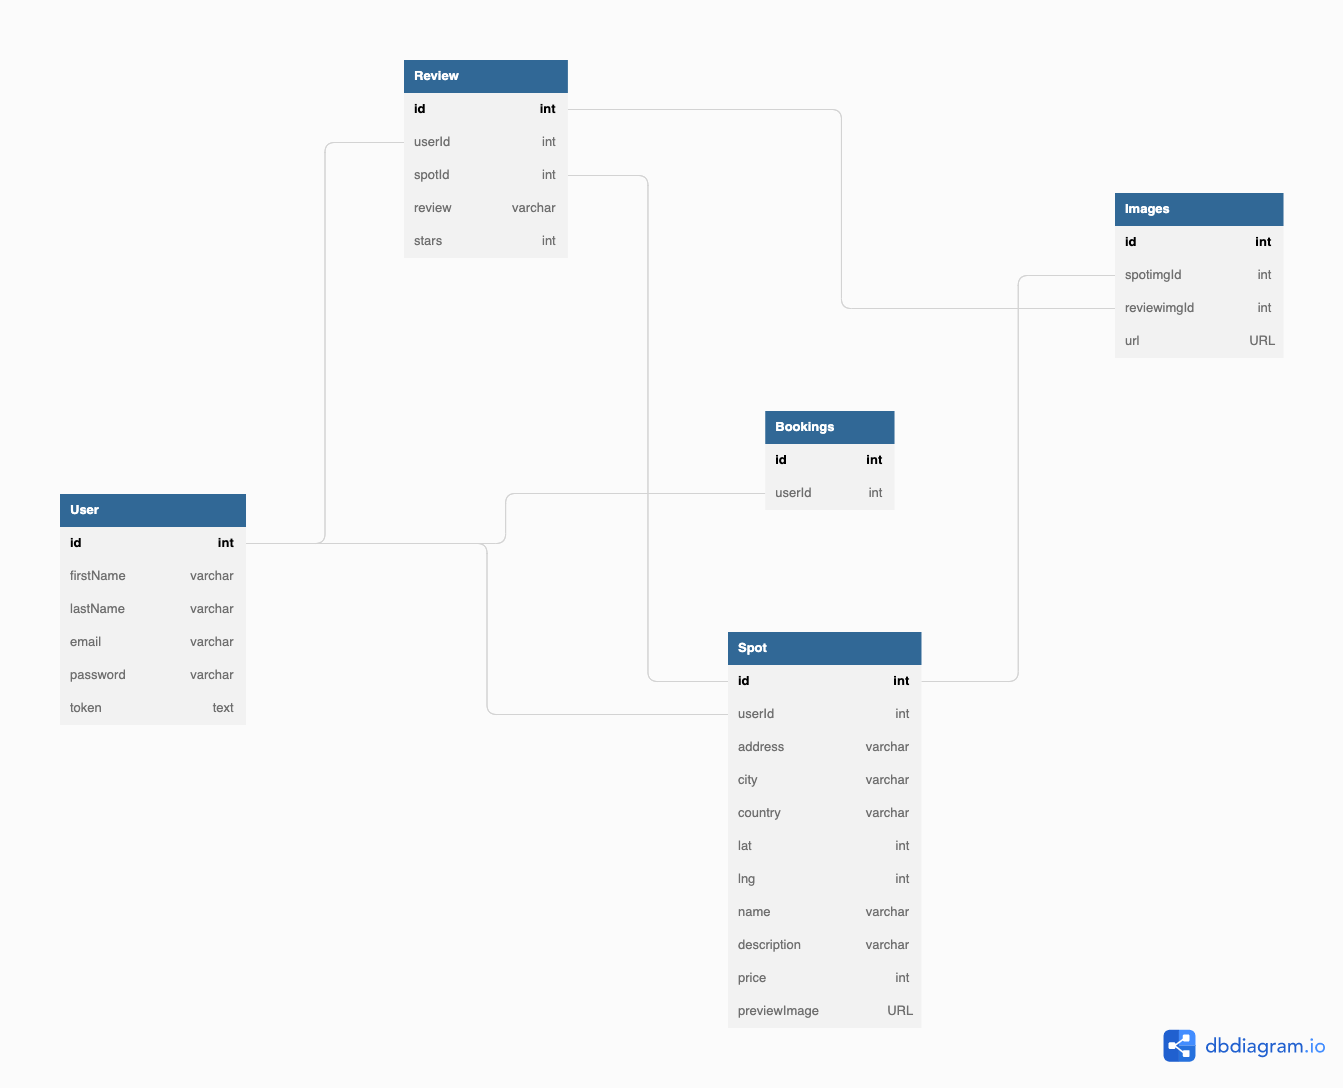 Review
id int
userId int
spotId int
review varchar
stars int
Images
id int
spotimgId int
reviewimgId int
url URL
Bookings
id int
userId int
User
id int
firstName varchar
lastName varchar
email varchar
password varchar
token text
Spot
id int
userId int
address varchar
city varchar
country varchar
lat int
lng int
name varchar
description varchar
price int
previewImage URL
dbdiagram.io